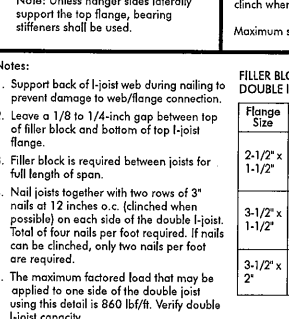 Note: Unless hanger sides laterally
support the top flange, bearing
stiffeners shall be used.
clinch when
Maximum
Notes:
. Support back of I-joist web during nailing to
prevent damage to web/flange connection.
. Leave a 1/8 to 1/4-inch gap between top
of filler block and bottom of top I-joist
flange.
. Filler block is required between joists for
full length of span.
. Nail joists together with two rows of 3"
nails at 12 inches o.c. (clinched when
possible) on each side of the double I-joist.
Total of four nails per foot required. If nails
can be clinched, only two nails per foot
are required.
. The maximum factored load that may be
applied to one side of the double joist
using this detail is 860 lbf/ft. Verify double
I-joist capacity.
FILLER BLO
DOUBLE I
Flange
Size
2-1/2" x
1-1/2"
3-1/2" x
1-1/2"
3-1/2" x
2"